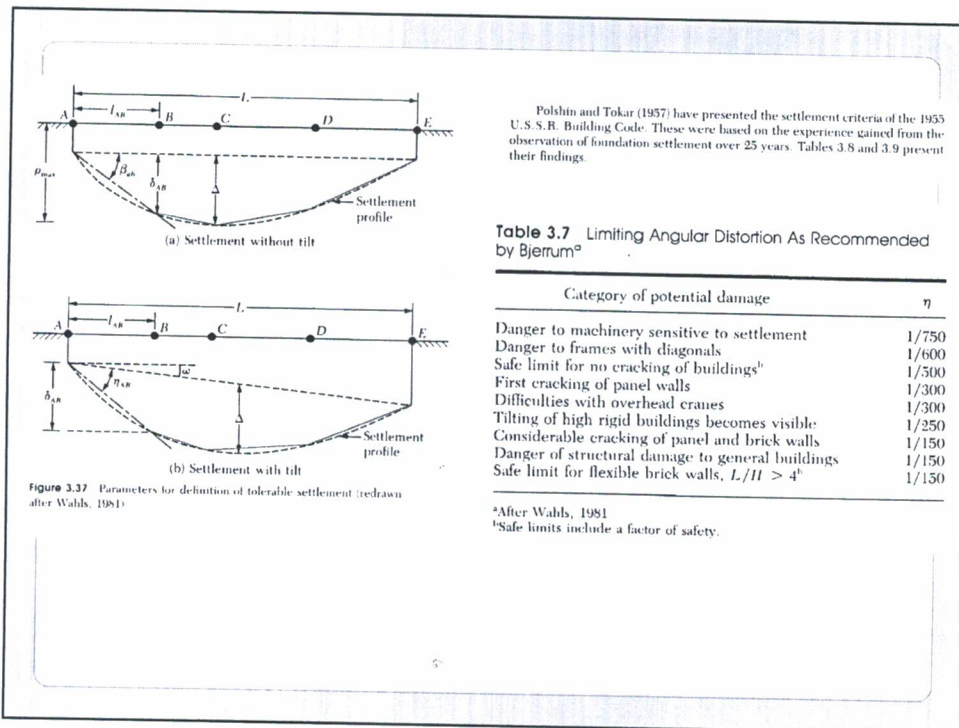 L
A
l_AB
B
C
D
E
ρmax
β_ab
δ_AB
Δ
Settlement
profile
(a) Settlement without tilt
L
A
l_AB
B
C
D
E
ω
η_AB
δ_AB
Δ
Settlement
profile
(b) Settlement with tilt
Figure 3.37 Parameters for definition of tolerable settlement (redrawn
after Wahls, 1981)
Polshin and Tokar (1957) have presented the settlement criteria of the 1955
U.S.S.R. Building Code. These were based on the experience gained from the
observation of foundation settlement over 25 years. Tables 3.8 and 3.9 present
their findings.
Table 3.7 Limiting Angular Distortion As Recommended
by Bjerrumᵃ
Category of potential damage η
Danger to machinery sensitive to settlement 1/750
Danger to frames with diagonals 1/600
Safe limit for no cracking of buildingsᵇ 1/500
First cracking of panel walls 1/300
Difficulties with overhead cranes 1/300
Tilting of high rigid buildings becomes visible 1/250
Considerable cracking of panel and brick walls 1/150
Danger of structural damage to general buildings 1/150
Safe limit for flexible brick walls, L/H > 4ᵇ 1/150
ᵃAfter Wahls, 1981
ᵇSafe limits include a factor of safety.